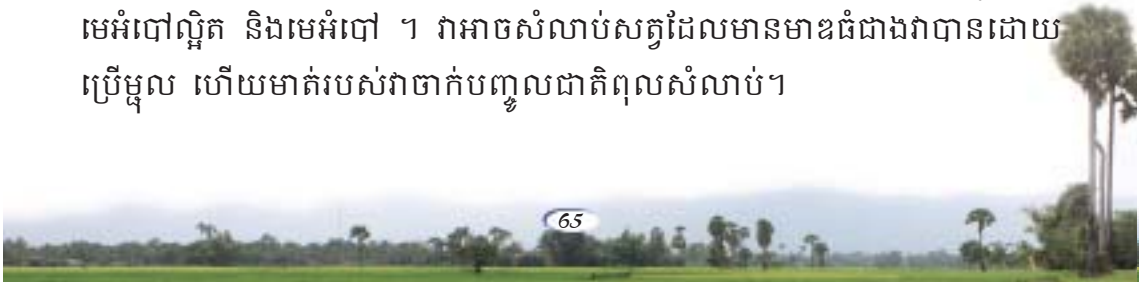 មេអំបៅល្អិត និងមេអំបៅ ។ វាអាចសំលាប់សត្វដែលមានមាឌធំជាងវាបានដោយ
ប្រើម្ជុល ហើយមាត់របស់វាចាក់បញ្ចូលជាតិពុលសំលាប់។
65